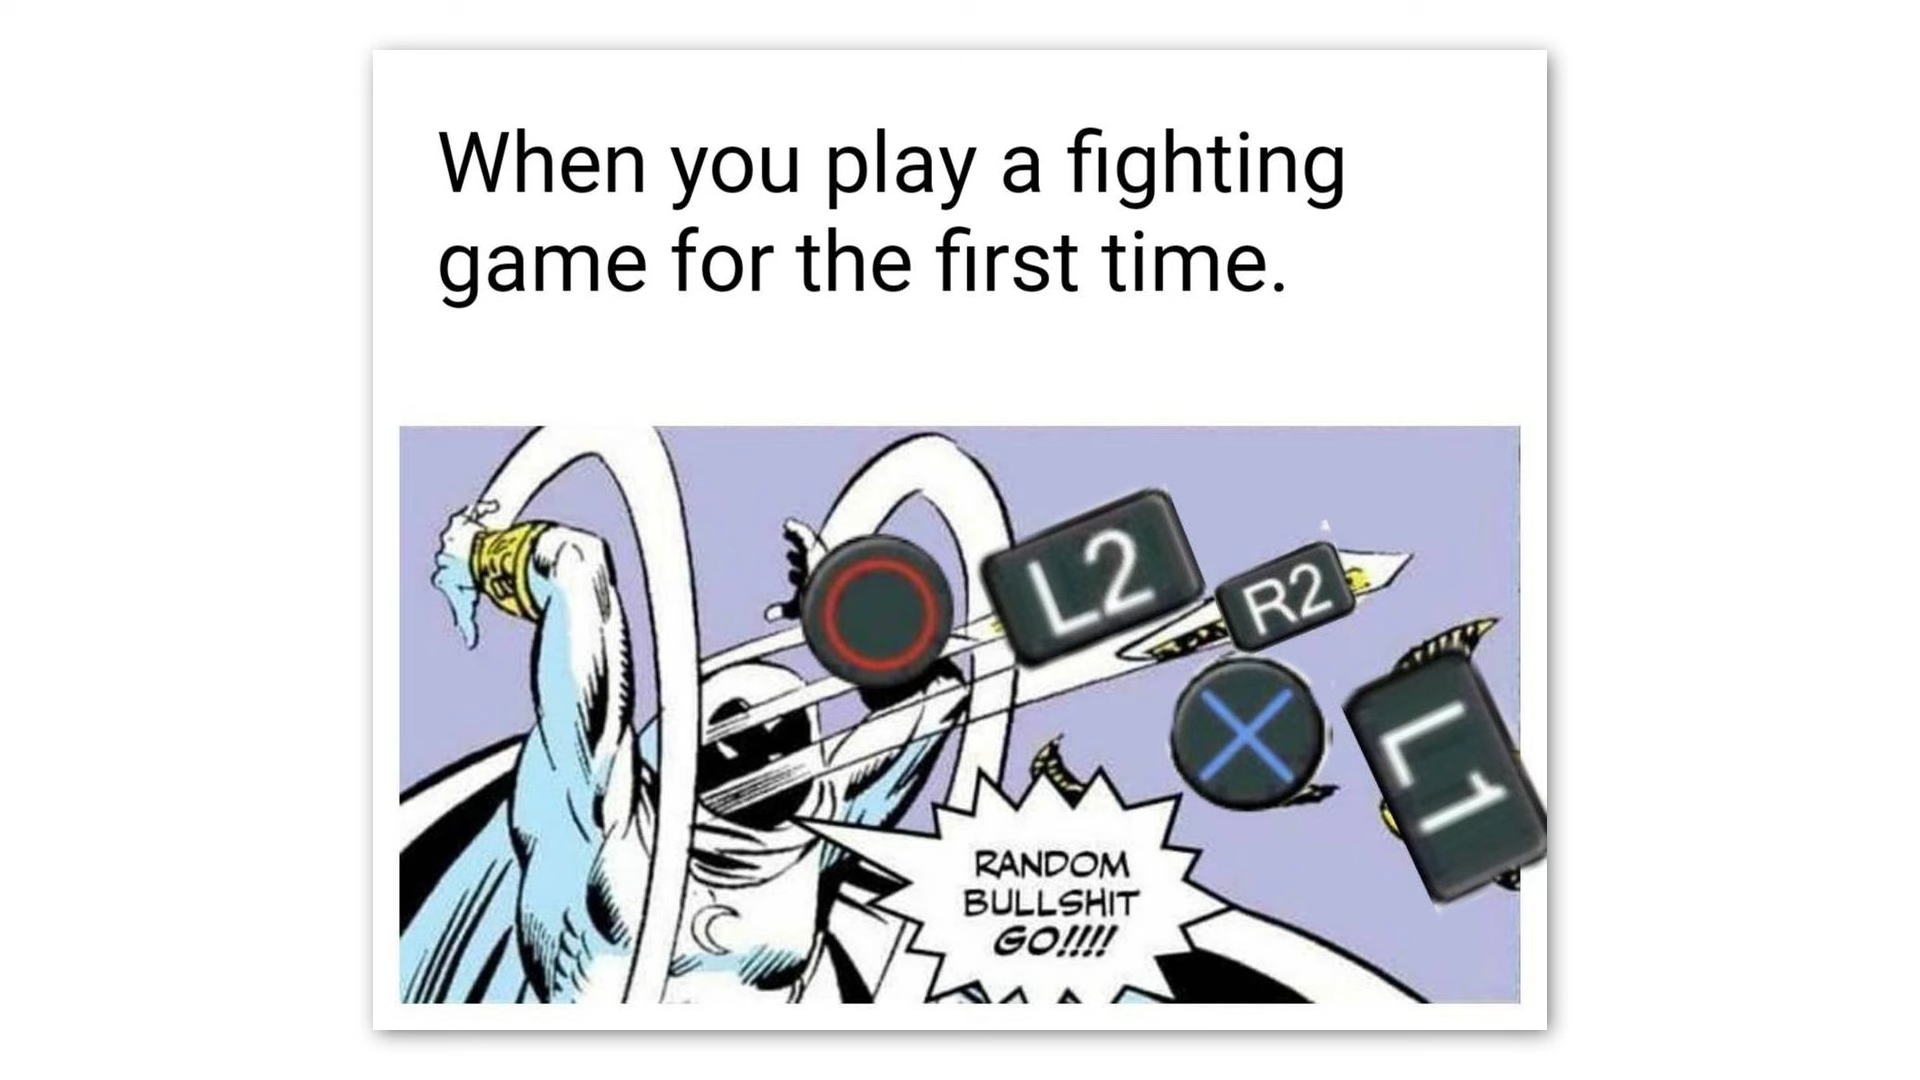 When you play a fighting
game for the first time.
L2
R2
L1
RANDOM
BULLSHIT
GO!!!!